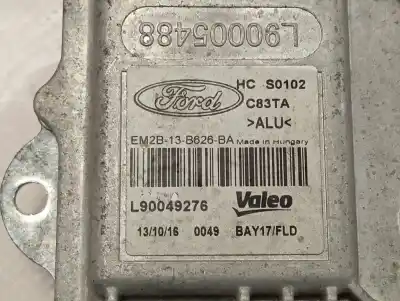 L90005488
Ford
HC S0102
C83TA
>ALU<
EM2B-13-B626-BA Made in Hungary
L90049276 Valeo
13/10/16 0049 BAY17/FLD